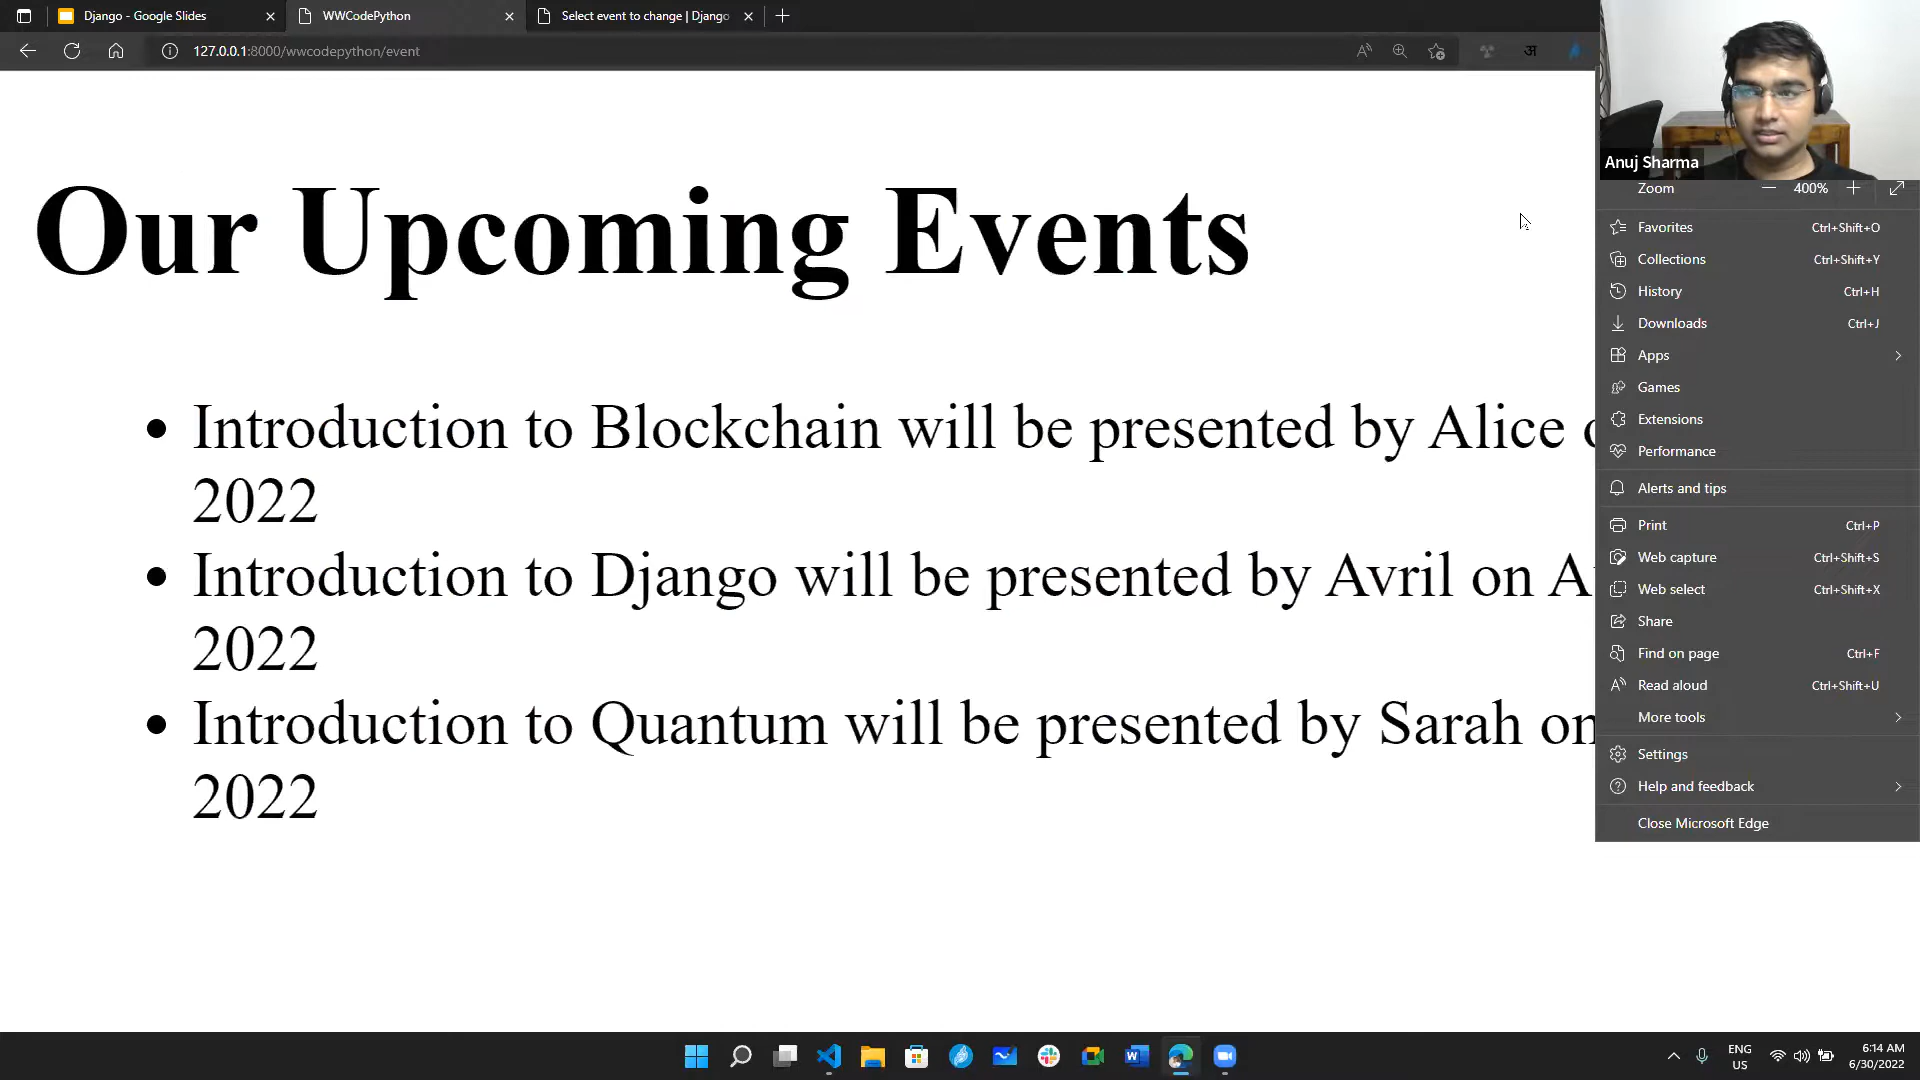 Django - Google Slides
WWCodePython
Select event to change | Django
127.0.0.1:8000/wwcodepython/event
अ
Anuj Sharma
Zoom 400%
Our Upcoming Events
Favorites Ctrl+Shift+O
Collections Ctrl+Shift+Y
History Ctrl+H
Downloads Ctrl+J
Apps
Games
Extensions
Performance
Alerts and tips
Print Ctrl+P
Web capture Ctrl+Shift+S
Web select Ctrl+Shift+X
Share
Find on page Ctrl+F
Read aloud Ctrl+Shift+U
More tools
Settings
Help and feedback
Close Microsoft Edge
Introduction to Blockchain will be presented by Alice
2022
Introduction to Django will be presented by Avril on
2022
Introduction to Quantum will be presented by Sarah on
2022
ENG
US
6:14 AM
6/30/2022